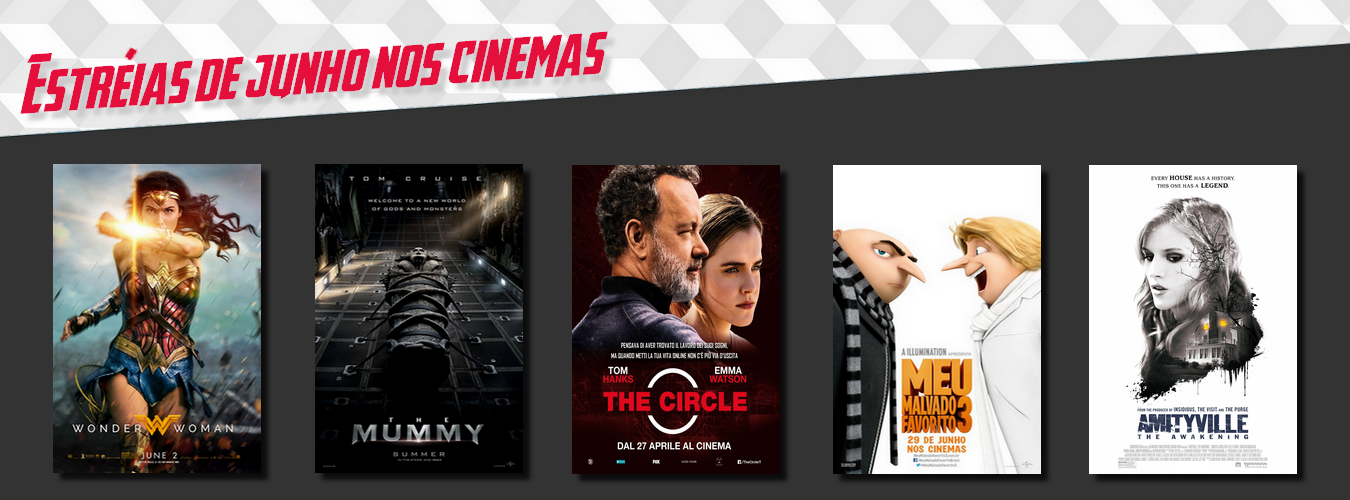 ESTRÉIAS DE JUNHO NOS CINEMAS
WONDER WOMAN
JUNE 2
TOM CRUISE
WELCOME TO A NEW WORLD
OF GODS AND MONSTERS
THE
MUMMY
SUMMER
PENSAVA DI AVER TROVATO IL LAVORO DEI SUOI SOGNI,
MA QUANDO METTI LA TUA VITA ONLINE NON C'È PIÙ VIA D'USCITA
TOM HANKS
EMMA WATSON
THE CIRCLE
DAL 27 APRILE AL CINEMA
A ILLUMINATION APRESENTA
MEU
MALVADO
FAVORITO 3
29 DE JUNHO
NOS CINEMAS
EVERY HOUSE HAS A HISTORY.
THIS ONE HAS A LEGEND.
FROM THE PRODUCER OF INSIDIOUS, THE VISIT AND THE PURGE
AMITYVILLE
THE AWAKENING